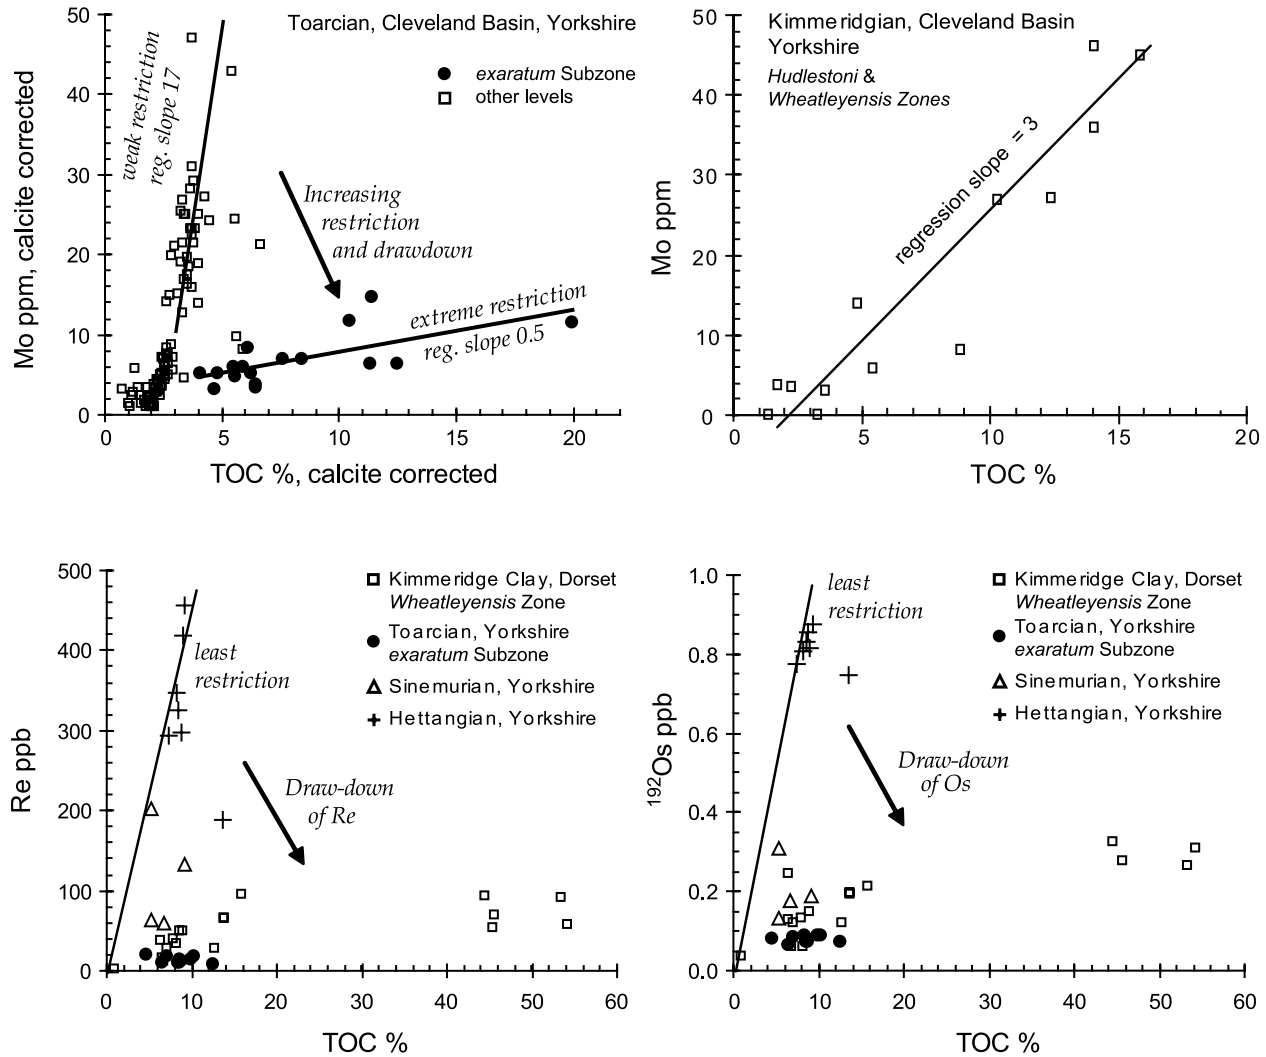 Toarcian, Cleveland Basin, Yorkshire
exaratum Subzone
other levels
weak restriction
reg. slope 17
Increasing
restriction
and drawdown
extreme restriction
reg. slope 0.5
Mo ppm, calcite corrected
50
40
30
20
10
0
0 5 10 15 20
TOC %, calcite corrected
Kimmeridgian, Cleveland Basin
Yorkshire
Hudlestoni &
Wheatleyensis Zones
regression slope = 3
Mo ppm
50
40
30
20
10
0
0 5 10 15 20
TOC %
Kimmeridge Clay, Dorset
Wheatleyensis Zone
Toarcian, Yorkshire
exaratum Subzone
Sinemurian, Yorkshire
Hettangian, Yorkshire
least
restriction
Draw-down
of Re
Re ppb
500
400
300
200
100
0
0 10 20 30 40 50 60
TOC %
Kimmeridge Clay, Dorset
Wheatleyensis Zone
Toarcian, Yorkshire
exaratum Subzone
Sinemurian, Yorkshire
Hettangian, Yorkshire
least
restriction
Draw-down
of Os
192Os ppb
1.0
0.8
0.6
0.4
0.2
0.0
0 10 20 30 40 50 60
TOC %